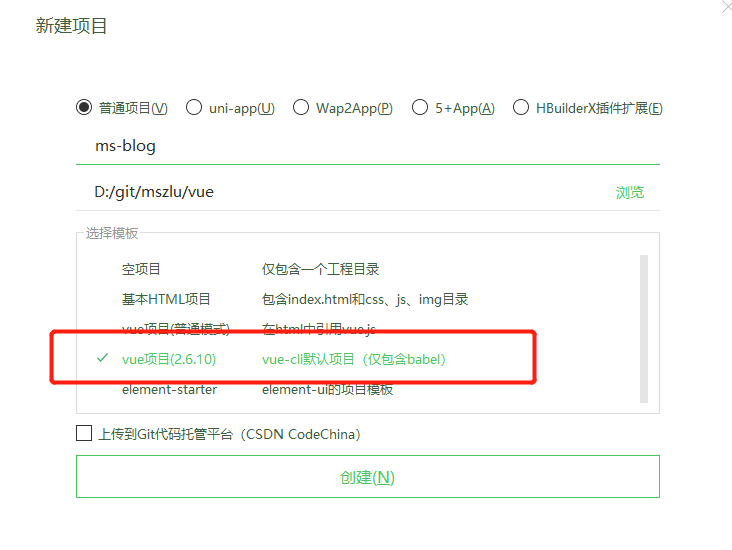 新建项目
普通项目(V) uni-app(U) Wap2App(P) 5+App(A) HBuilderX插件扩展(E)
ms-blog
D:/git/mszlu/vue 浏览
选择模板
空项目 仅包含一个工程目录
基本HTML项目 包含index.html和css、js、img目录
vue项目(普通模式) 在html中引用vue.js
vue项目(2.6.10) vue-cli默认项目（仅包含babel）
element-starter element-ui的项目模板
上传到Git代码托管平台（CSDN CodeChina）
创建(N)